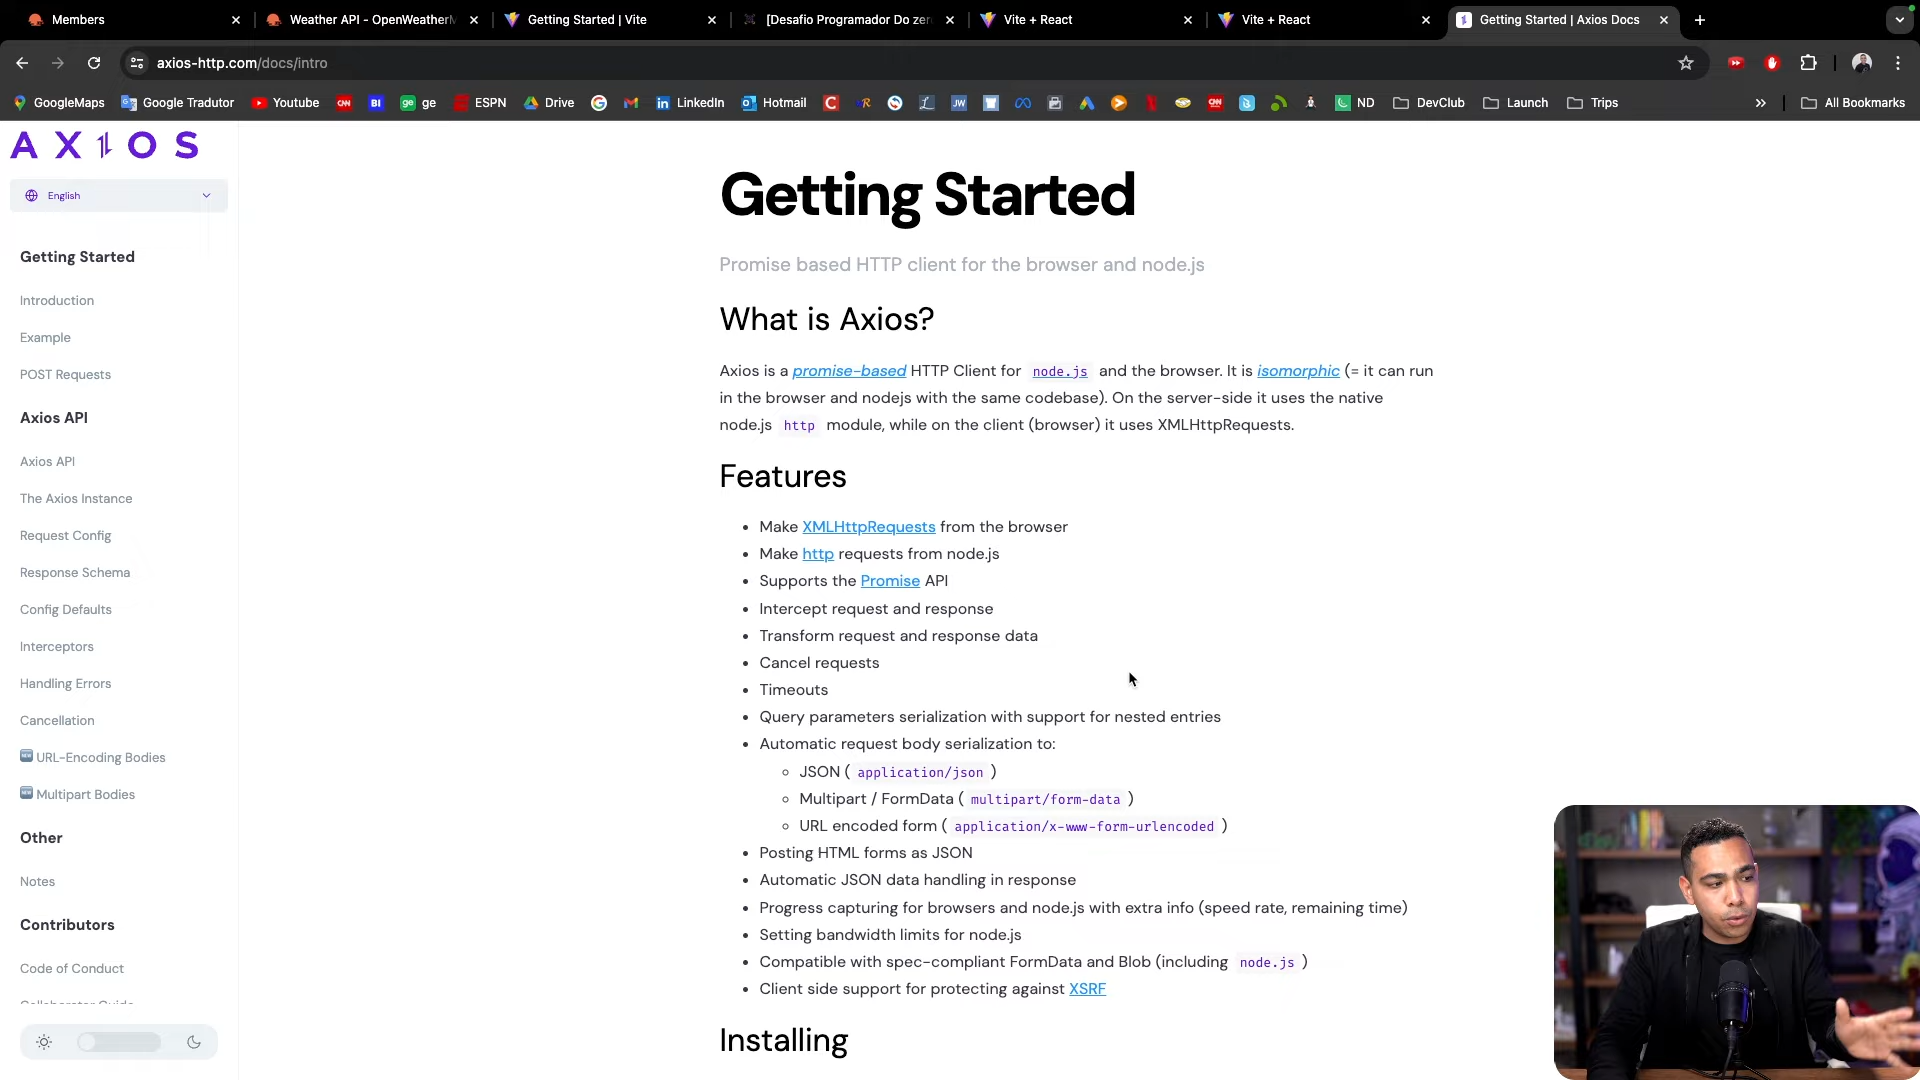 Members
Weather API - OpenWeatherM
Getting Started | Vite
[Desafio Programador Do zer
Vite + React
Vite + React
Getting Started | Axios Docs
axios-http.com/docs/intro
GoogleMaps
Google Tradutor
Youtube
ge
ESPN
Drive
LinkedIn
Hotmail
ND
DevClub
Launch
Trips
All Bookmarks
AXIOS
English
Getting Started
Introduction
Example
POST Requests
Axios API
Axios API
The Axios Instance
Request Config
Response Schema
Config Defaults
Interceptors
Handling Errors
Cancellation
URL-Encoding Bodies
Multipart Bodies
Other
Notes
Contributors
Code of Conduct
Collaborator Guide
Getting Started
Promise based HTTP client for the browser and node.js
What is Axios?
Axios is a promise-based HTTP Client for node.js and the browser. It is isomorphic (= it can run
in the browser and nodejs with the same codebase). On the server-side it uses the native
node.js http module, while on the client (browser) it uses XMLHttpRequests.
Features
• Make XMLHttpRequests from the browser
• Make http requests from node.js
• Supports the Promise API
• Intercept request and response
• Transform request and response data
• Cancel requests
• Timeouts
• Query parameters serialization with support for nested entries
• Automatic request body serialization to:
◦ JSON ( application/json )
◦ Multipart / FormData ( multipart/form-data )
◦ URL encoded form ( application/x-www-form-urlencoded )
• Posting HTML forms as JSON
• Automatic JSON data handling in response
• Progress capturing for browsers and node.js with extra info (speed rate, remaining time)
• Setting bandwidth limits for node.js
• Compatible with spec-compliant FormData and Blob (including node.js )
• Client side support for protecting against XSRF
Installing